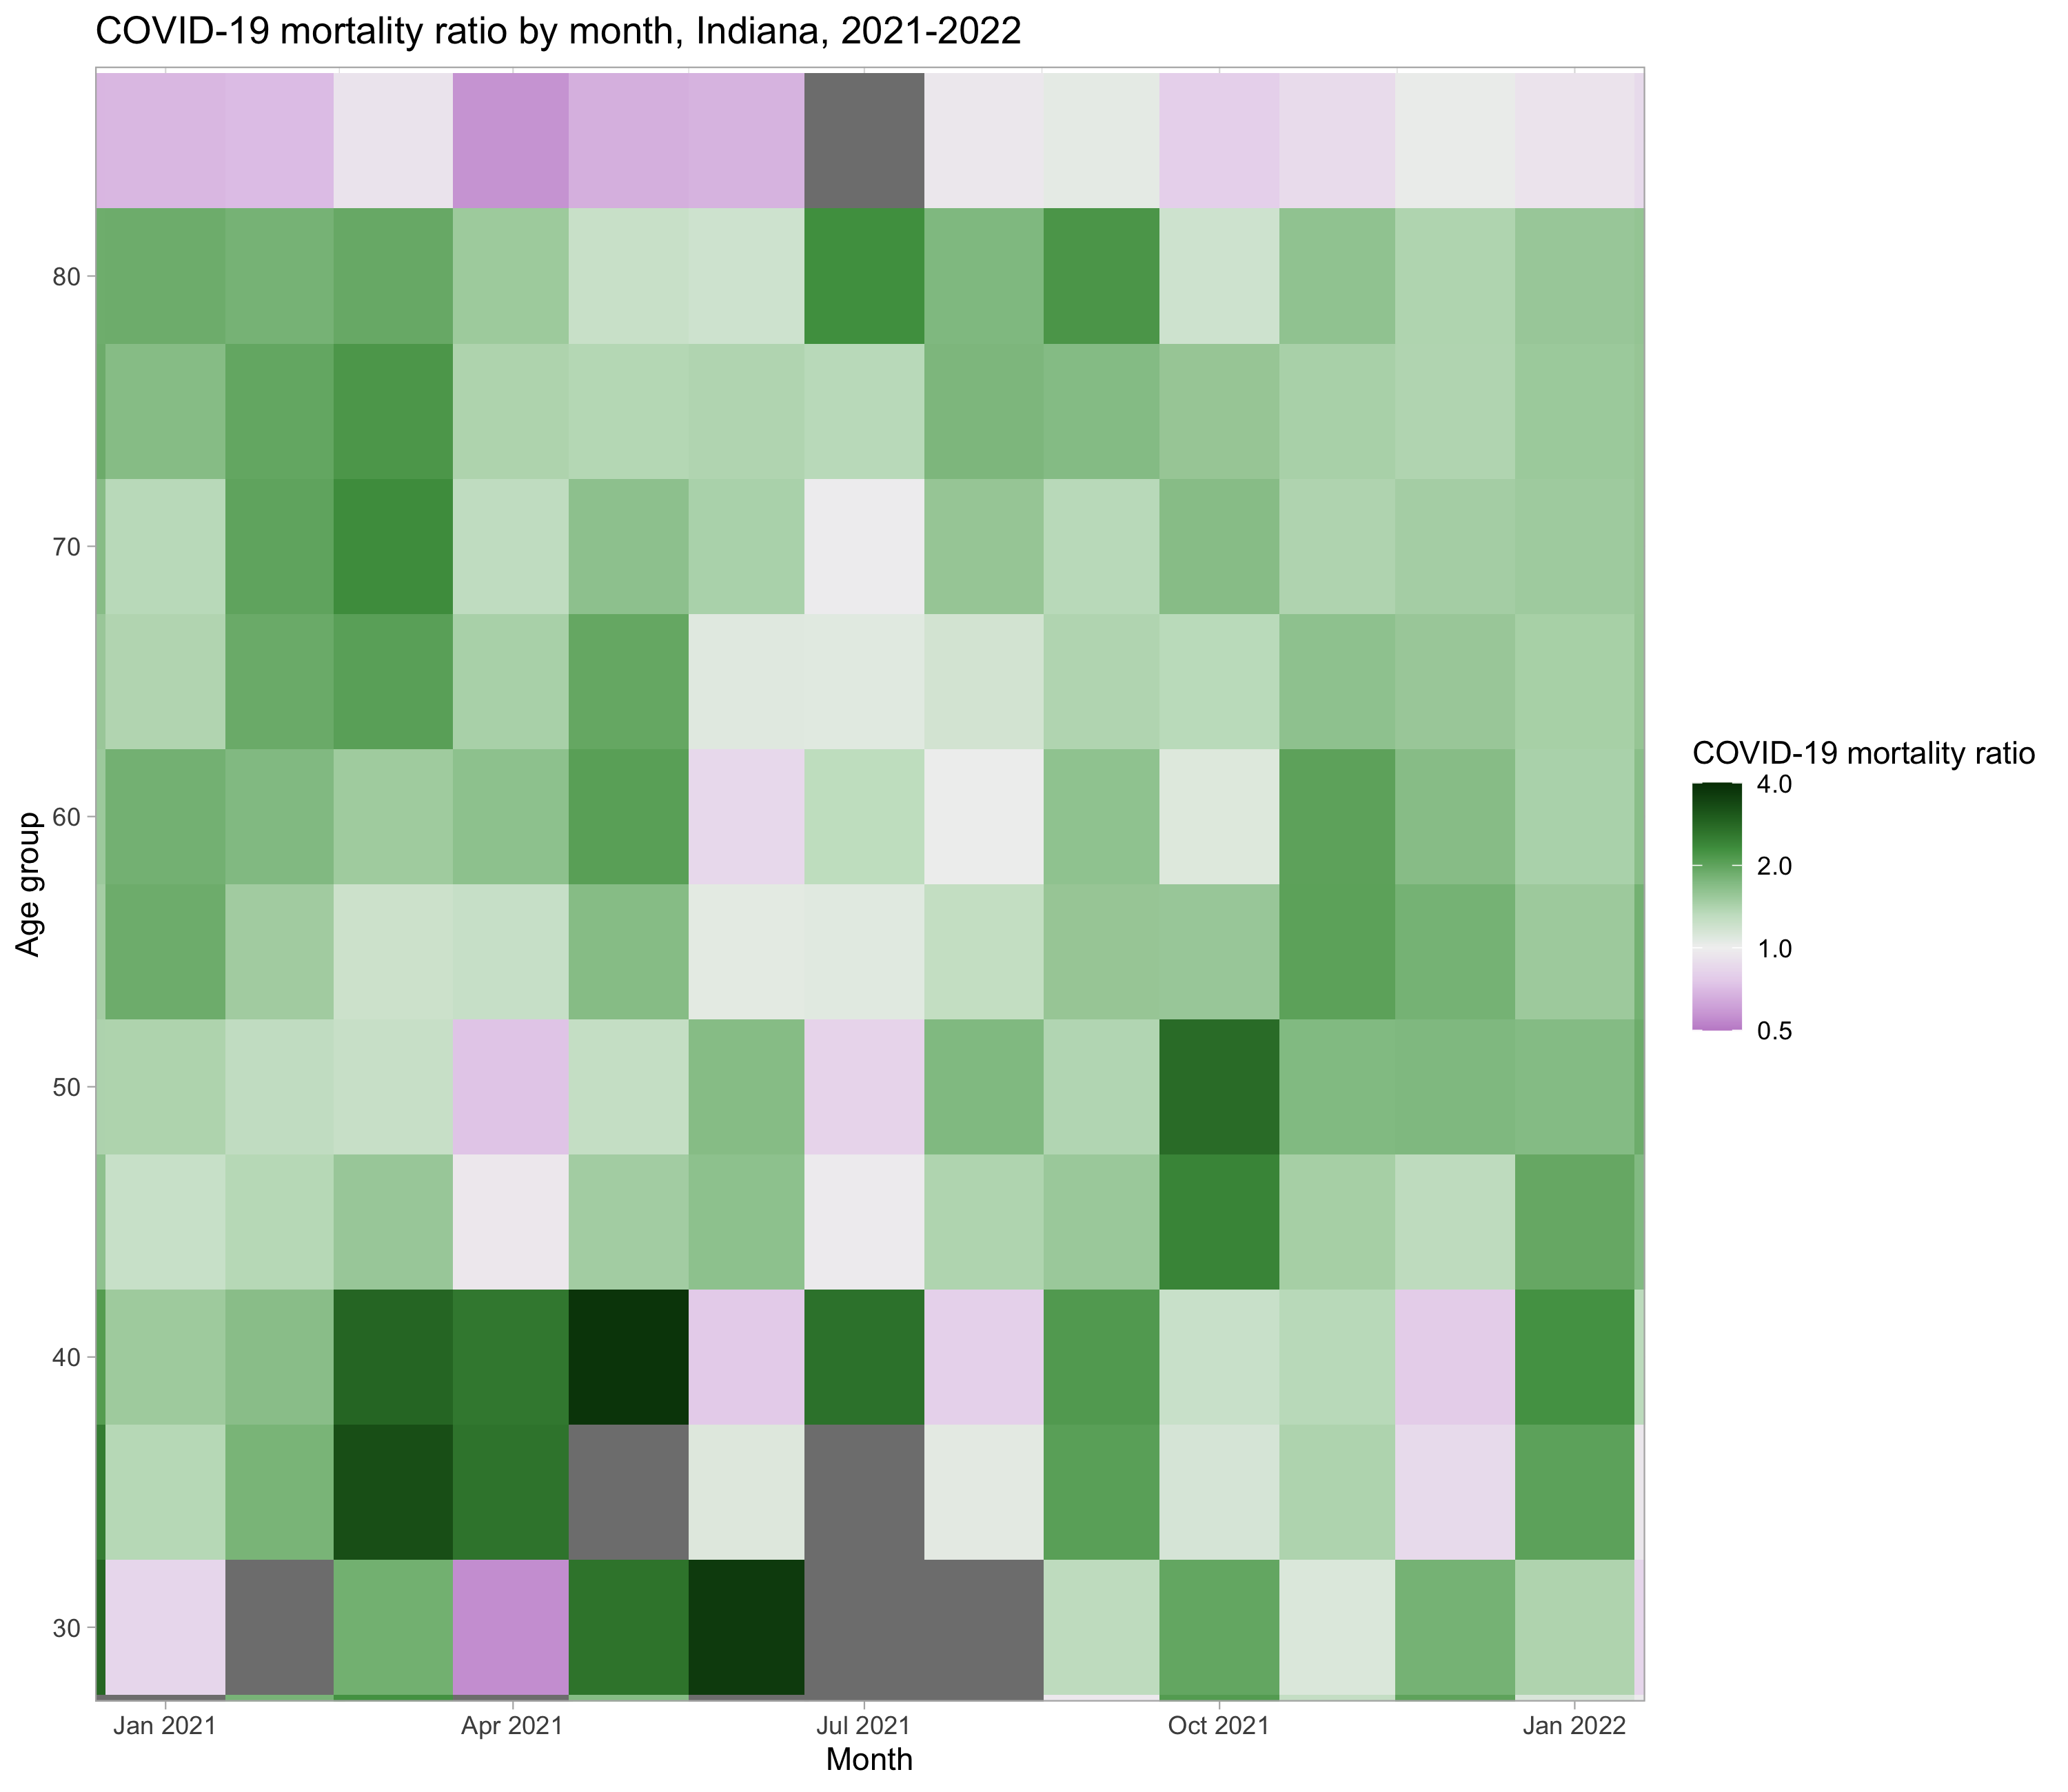 COVID-19 mortality ratio by month, Indiana, 2021-2022
80
70
60
50
40
30
Age group
Jan 2021
Apr 2021
Jul 2021
Oct 2021
Jan 2022
Month
COVID-19 mortality ratio
4.0
2.0
1.0
0.5